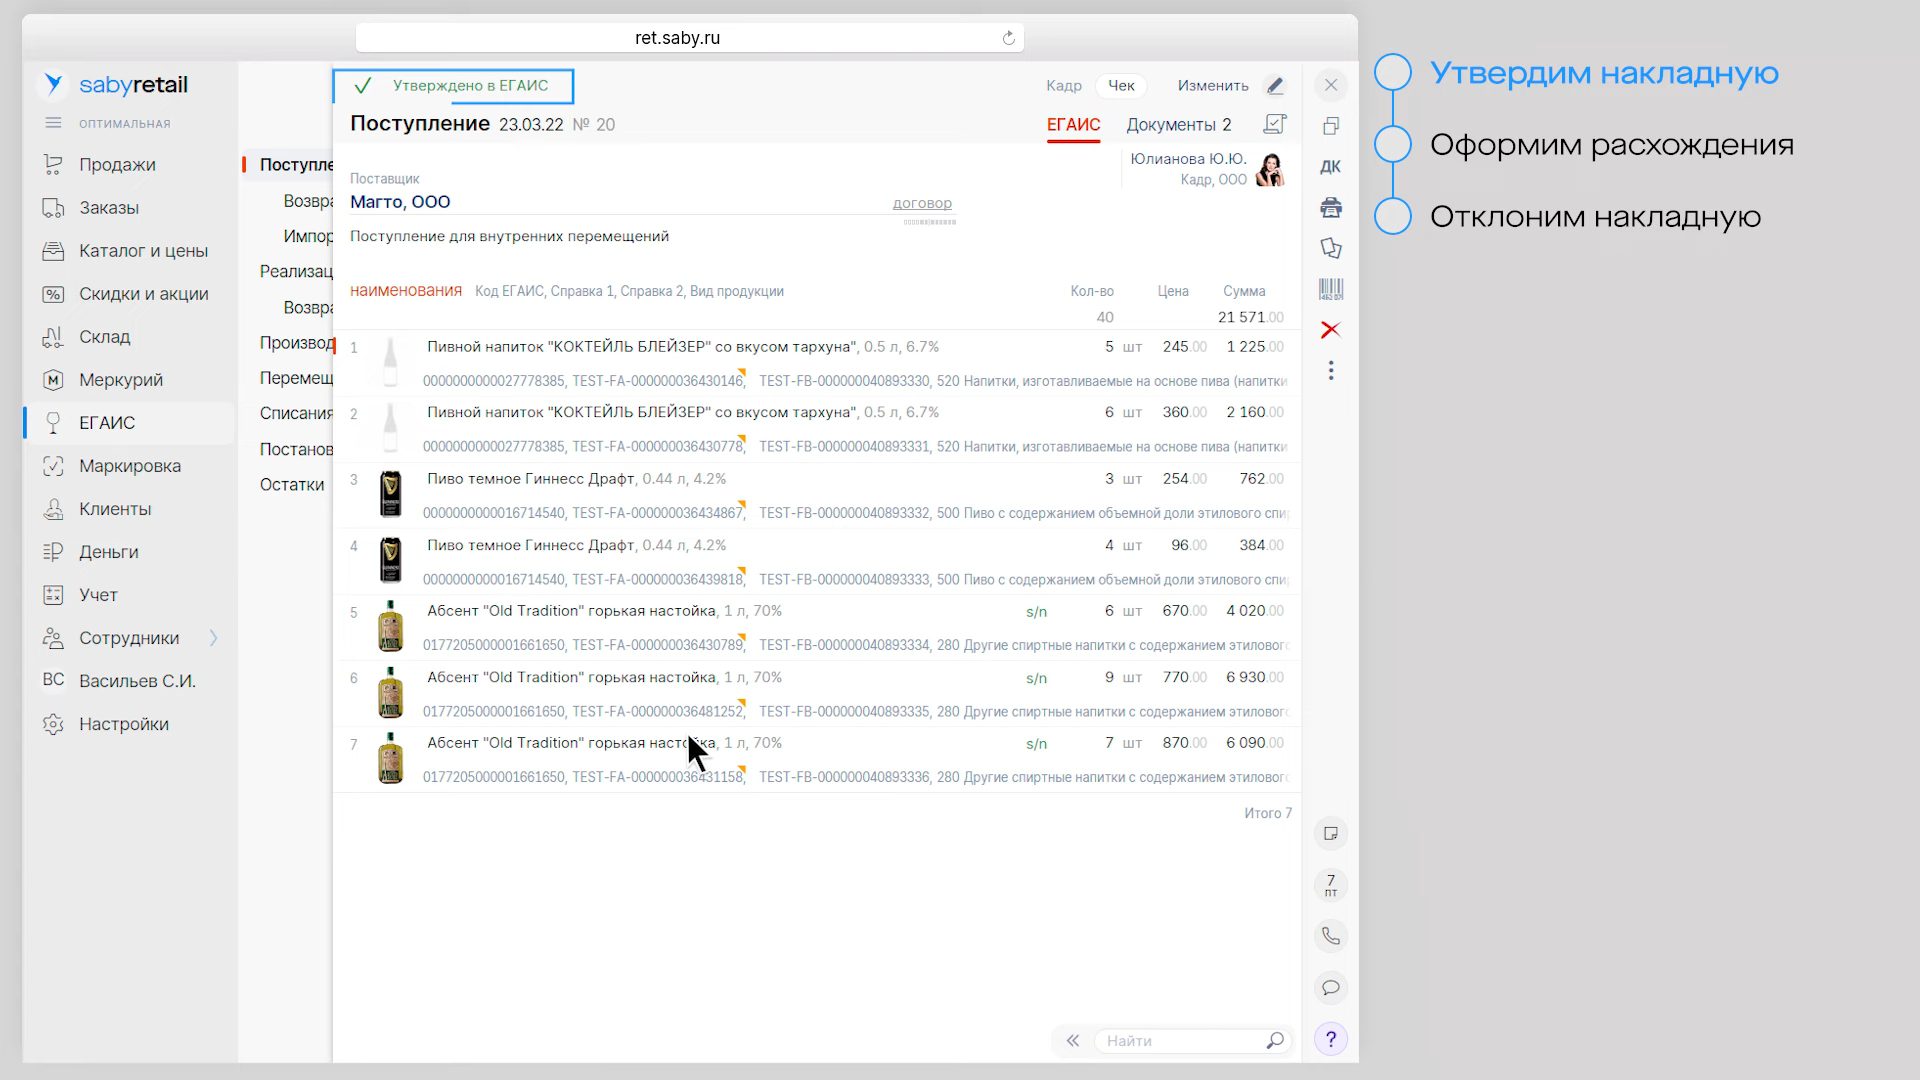 ret.saby.ru
sabyretail
ОПТИМАЛЬНАЯ
Продажи
Заказы
Каталог и цены
Скидки и акции
Склад
Меркурий
ЕГАИС
Маркировка
Клиенты
Деньги
Учет
Сотрудники
ВС Васильев С.И.
Настройки
Поступле
Возвра
Импор
Реализац
Возвра
Производ
Перемещ
Списания
Постанов
Остатки
Утверждено в ЕГАИС
Кадр Чек Изменить
Поступление 23.03.22 № 20
ЕГАИС Документы 2
Юлианова Ю.Ю.
Кадр, ООО
Поставщик
Магто, ООО
договор
Поступление для внутренних перемещений
наименования Код ЕГАИС, Справка 1, Справка 2, Вид продукции Кол-во Цена Сумма
40 21 571.00
1 Пивной напиток "КОКТЕЙЛЬ БЛЕЙЗЕР" со вкусом тархуна", 0.5 л, 6.7% 5 шт 245.00 1 225.00
0000000000027778385, TEST-FA-000000036430146, TEST-FB-000000040893330, 520 Напитки, изготавливаемые на основе пива (напитки
2 Пивной напиток "КОКТЕЙЛЬ БЛЕЙЗЕР" со вкусом тархуна", 0.5 л, 6.7% 6 шт 360.00 2 160.00
0000000000027778385, TEST-FA-000000036430778, TEST-FB-000000040893331, 520 Напитки, изготавливаемые на основе пива (напитки
3 Пиво темное Гиннесс Драфт, 0.44 л, 4.2% 3 шт 254.00 762.00
0000000000016714540, TEST-FA-000000036434867, TEST-FB-000000040893332, 500 Пиво с содержанием объемной доли этилового спи
4 Пиво темное Гиннесс Драфт, 0.44 л, 4.2% 4 шт 96.00 384.00
0000000000016714540, TEST-FA-000000036439818, TEST-FB-000000040893333, 500 Пиво с содержанием объемной доли этилового спи
5 Абсент "Old Tradition" горькая настойка, 1 л, 70% s/n 6 шт 670.00 4 020.00
0177205000001661650, TEST-FA-000000036430789, TEST-FB-000000040893334, 280 Другие спиртные напитки с содержанием этилового
6 Абсент "Old Tradition" горькая настойка, 1 л, 70% s/n 9 шт 770.00 6 930.00
0177205000001661650, TEST-FA-000000036481252, TEST-FB-000000040893335, 280 Другие спиртные напитки с содержанием этилового
7 Абсент "Old Tradition" горькая настойка, 1 л, 70% s/n 7 шт 870.00 6 090.00
0177205000001661650, TEST-FA-000000036431158, TEST-FB-000000040893336, 280 Другие спиртные напитки с содержанием этилового
Итого 7
Найти
ДК
7
ПТ
?
Утвердим накладную
Оформим расхождения
Отклоним накладную